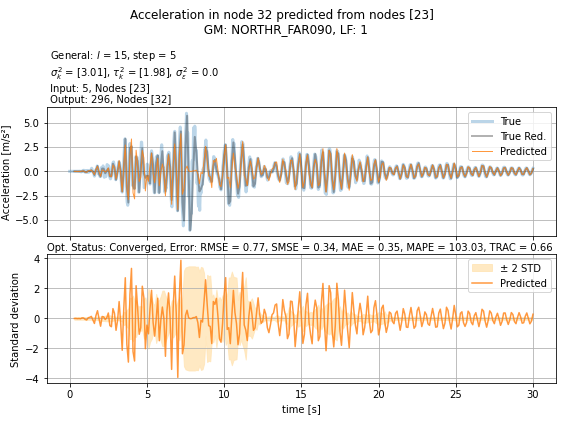 Acceleration in node 32 predicted from nodes [23]
GM: NORTHR_FAR090, LF: 1
General: l = 15, step = 5
σ²ₖ = [3.01], τ²ₖ = [1.98], σ²ε = 0.0
Input: 5, Nodes [23]
Output: 296, Nodes [32]
Acceleration [m/s²]
5.0
2.5
0.0
−2.5
−5.0
True
True Red.
Predicted
Opt. Status: Converged, Error: RMSE = 0.77, SMSE = 0.34, MAE = 0.35, MAPE = 103.03, TRAC = 0.66
Standard deviation
4
2
0
−2
−4
± 2 STD
Predicted
0 5 10 15 20 25 30
time [s]